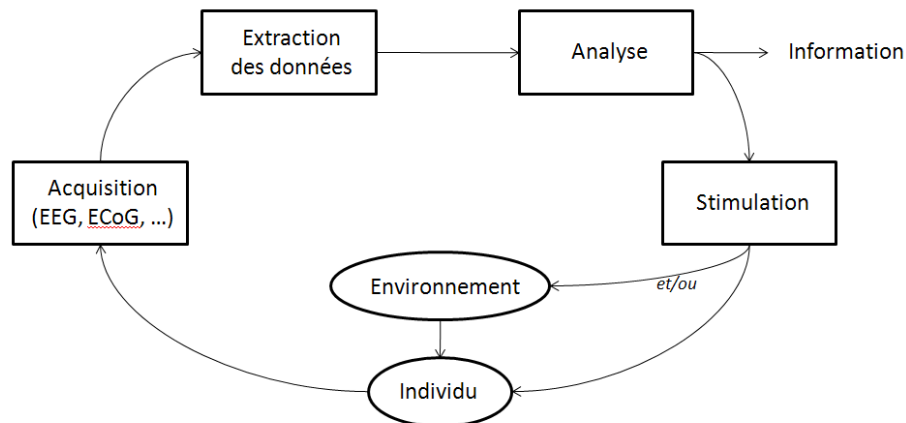 Extraction
des données
Analyse
Information
Acquisition
(EEG, ECoG, ...)
Stimulation
Environnement
et/ou
Individu